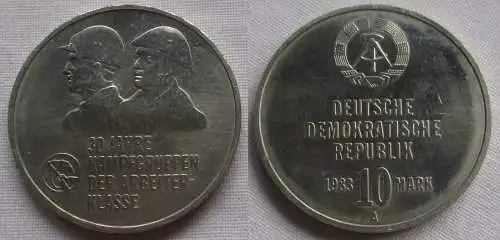 30 JAHRE
KAMPFGRUPPEN
DER ARBEITER-
KLASSE
DEUTSCHE
DEMOKRATISCHE
REPUBLIK
1983 10 MARK
A